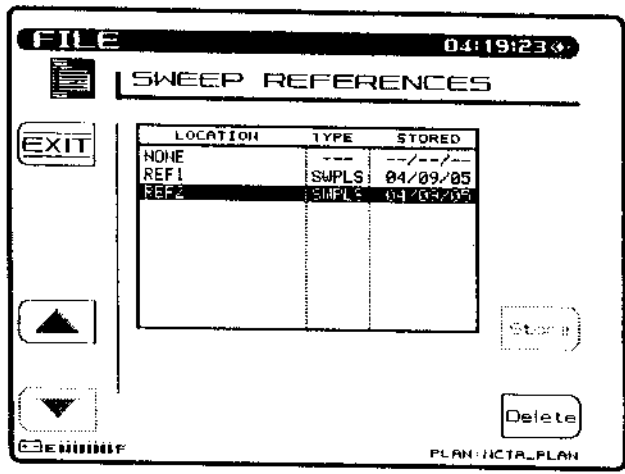 FILE 04:19:23
SWEEP REFERENCES
EXIT
LOCATION TYPE STORED
NONE --- --/--/--
REF1 SWPLS 04/09/05
REF2 SWPLS 04/09/05
Store
Delete
E F
PLAN:NCTA_PLAN